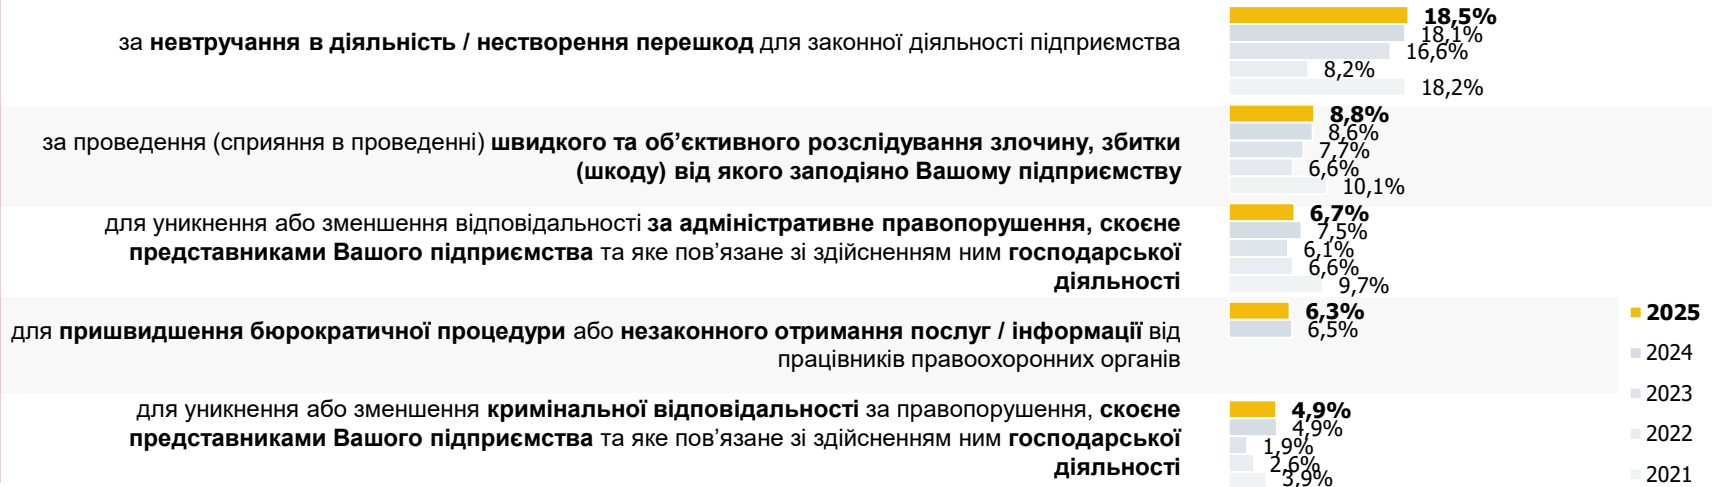 за невтручання в діяльність / нестворення перешкод для законної діяльності підприємства
18,5%
18,1%
16,6%
8,2%
18,2%
за проведення (сприяння в проведенні) швидкого та об’єктивного розслідування злочину, збитки
(шкоду) від якого заподіяно Вашому підприємству
8,8%
8,6%
7,7%
6,6%
10,1%
для уникнення або зменшення відповідальності за адміністративне правопорушення, скоєне
представниками Вашого підприємства та яке пов’язане зі здійсненням ним господарської
діяльності
6,7%
7,5%
6,1%
6,6%
9,7%
для пришвидшення бюрократичної процедури або незаконного отримання послуг / інформації від
працівників правоохоронних органів
6,3%
6,5%
для уникнення або зменшення кримінальної відповідальності за правопорушення, скоєне
представниками Вашого підприємства та яке пов’язане зі здійсненням ним господарської
діяльності
4,9%
4,9%
1,9%
2,6%
3,9%
2025
2024
2023
2022
2021